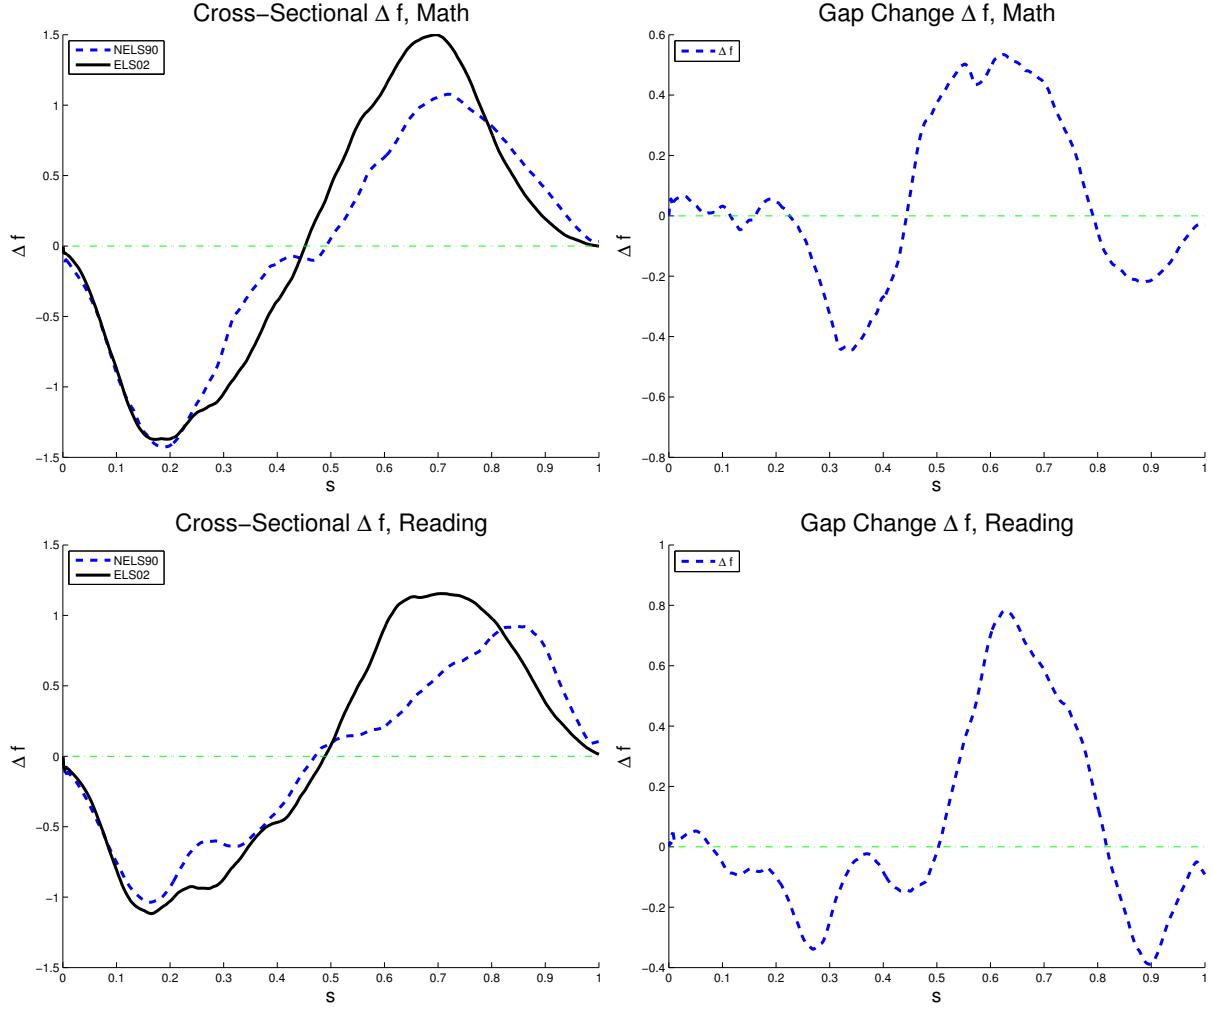 Cross−Sectional Δ f, Math
1.5
1
0.5
0
−0.5
−1
−1.5
Δ f
NELS90
ELS02
0 0.1 0.2 0.3 0.4 0.5 0.6 0.7 0.8 0.9 1
s
Gap Change Δ f, Math
0.6
0.4
0.2
0
−0.2
−0.4
−0.6
−0.8
Δ f
Δ f
0 0.1 0.2 0.3 0.4 0.5 0.6 0.7 0.8 0.9 1
s
Cross−Sectional Δ f, Reading
1.5
1
0.5
0
−0.5
−1
−1.5
Δ f
NELS90
ELS02
0 0.1 0.2 0.3 0.4 0.5 0.6 0.7 0.8 0.9 1
s
Gap Change Δ f, Reading
1
0.8
0.6
0.4
0.2
0
−0.2
−0.4
Δ f
Δ f
0 0.1 0.2 0.3 0.4 0.5 0.6 0.7 0.8 0.9 1
s